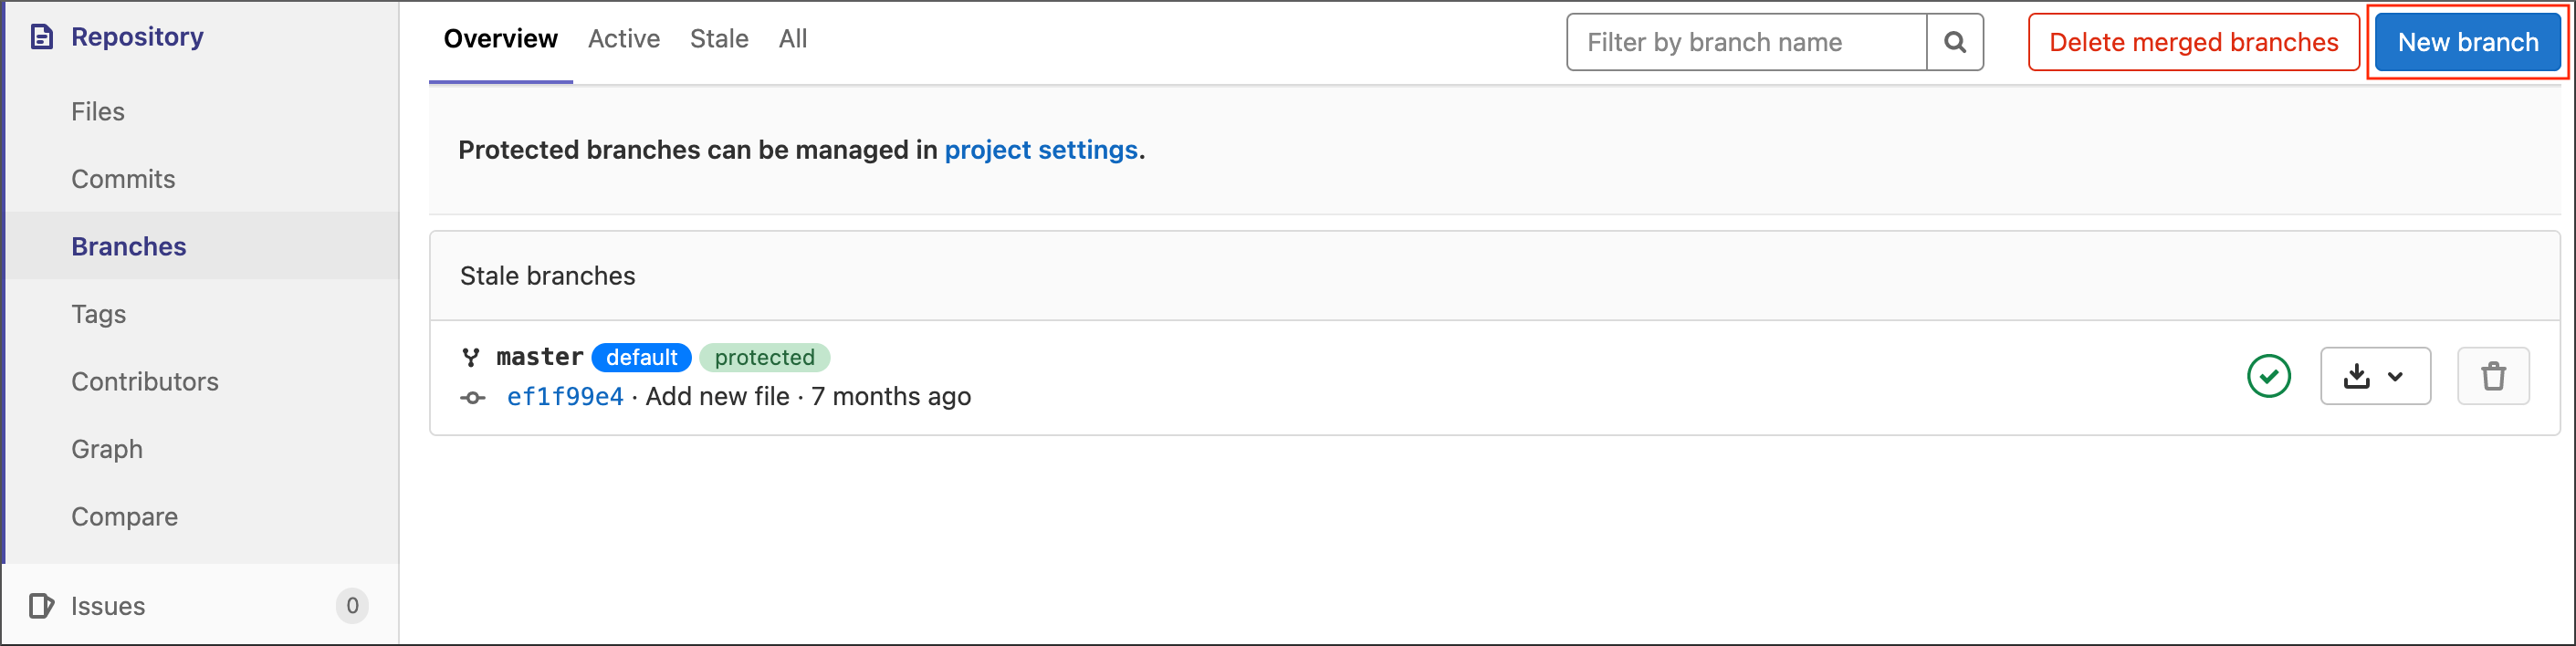 Repository
Files
Commits
Branches
Tags
Contributors
Graph
Compare
Issues 0
Overview Active Stale All
Filter by branch name
Delete merged branches
New branch
Protected branches can be managed in project settings.
Stale branches
master default protected
ef1f99e4 · Add new file · 7 months ago